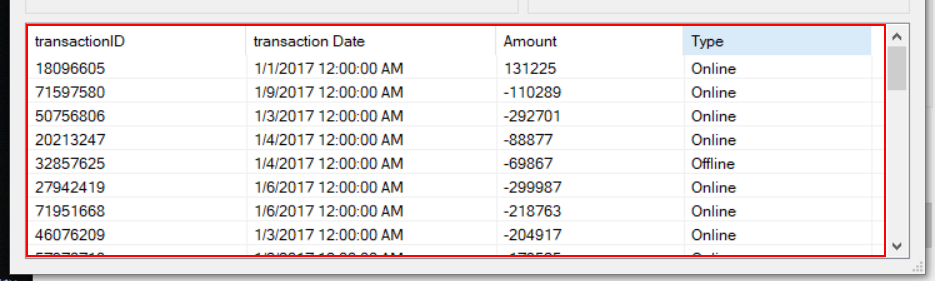 transactionID transaction Date Amount Type
18096605 1/1/2017 12:00:00 AM 131225 Online
71597580 1/9/2017 12:00:00 AM -110289 Online
50756806 1/3/2017 12:00:00 AM -292701 Online
20213247 1/4/2017 12:00:00 AM -88877 Online
32857625 1/4/2017 12:00:00 AM -69867 Offline
27942419 1/6/2017 12:00:00 AM -299987 Online
71951668 1/6/2017 12:00:00 AM -218763 Online
46076209 1/3/2017 12:00:00 AM -204917 Online